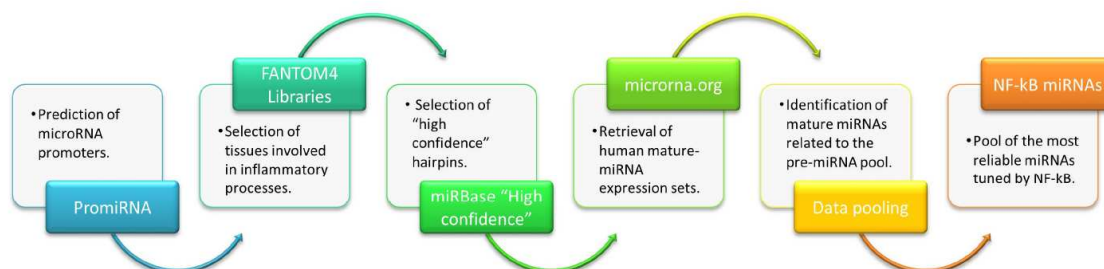 •Prediction of
microRNA
promoters.
PromiRNA
FANTOM4
Libraries
•Selection of
tissues involved
in inflammatory
processes.
• Selection of
“high
confidence”
hairpins.
miRBase “High
confidence”
microrna.org
•Retrieval of
human mature-
miRNA
expression sets.
•Identification of
mature miRNAs
related to the
pre-miRNA pool.
Data pooling
NF-kB miRNAs
•Pool of the most
reliable miRNAs
tuned by NF-kB.